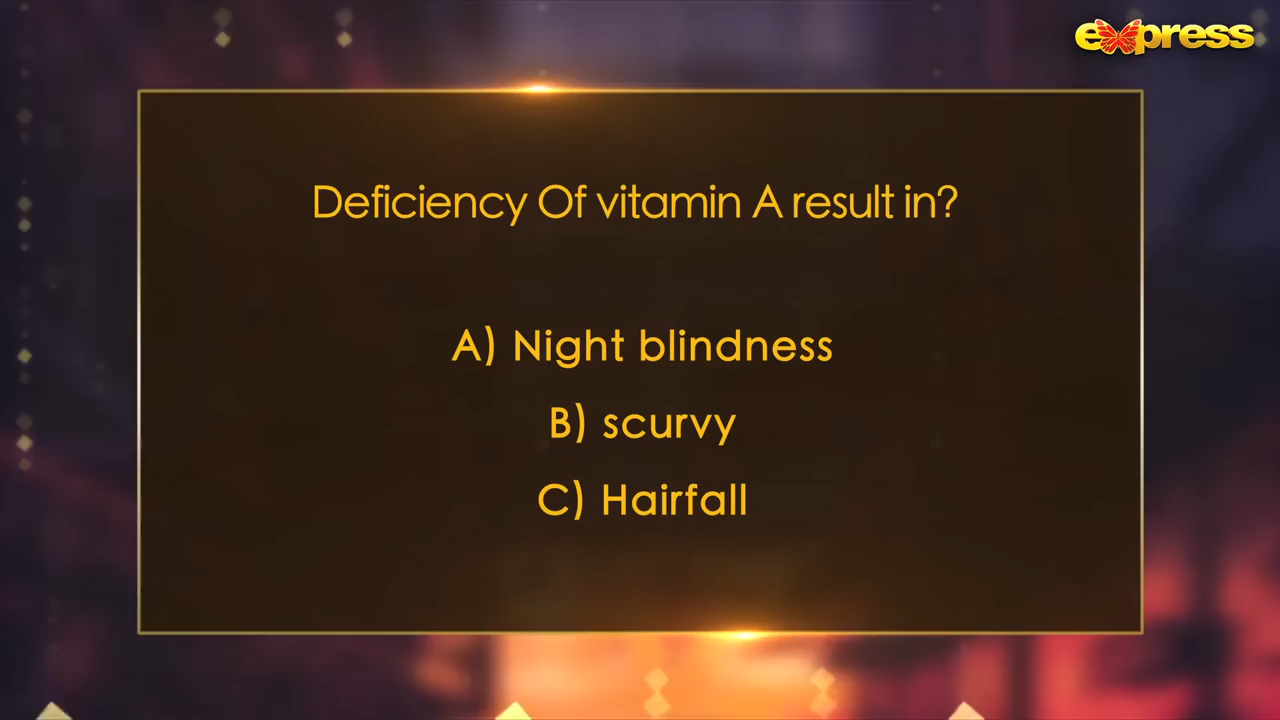 express
Deficiency Of vitamin A result in?
A) Night blindness
B) scurvy
C) Hairfall